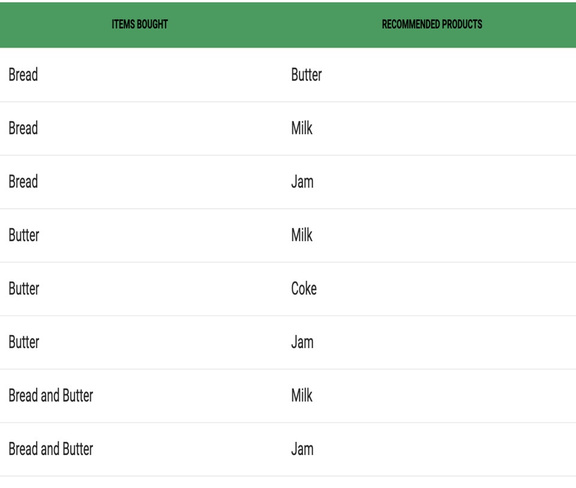 ITEMS BOUGHT RECOMMENDED PRODUCTS
Bread Butter
Bread Milk
Bread Jam
Butter Milk
Butter Coke
Butter Jam
Bread and Butter Milk
Bread and Butter Jam